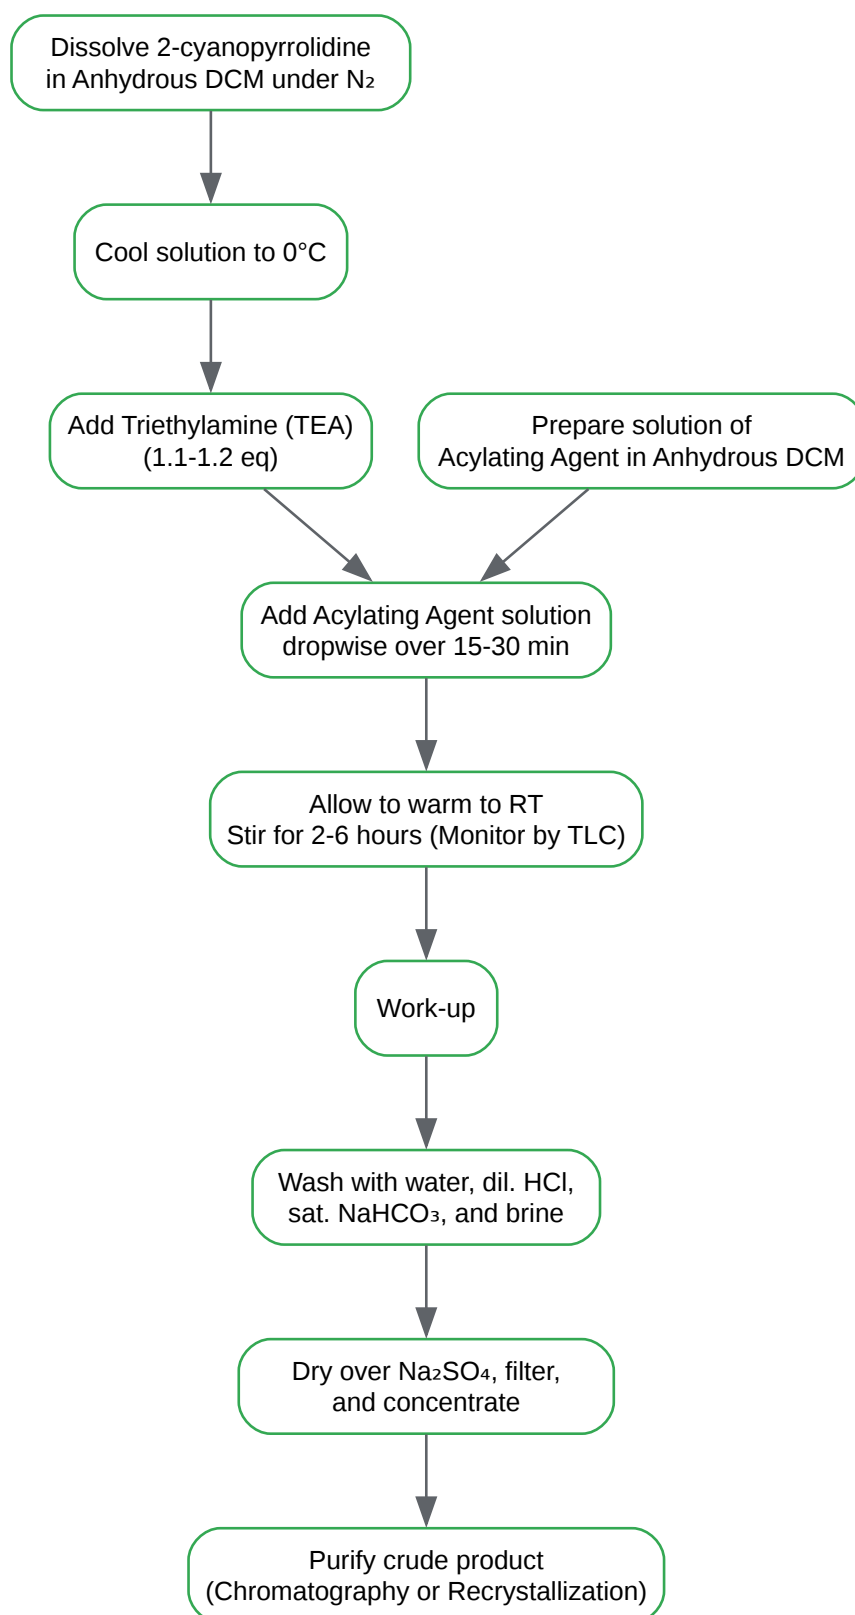 Dissolve 2-cyanopyrrolidine
in Anhydrous DCM under N₂
Cool solution to 0°C
Add Triethylamine (TEA)
(1.1-1.2 eq)
Prepare solution of
Acylating Agent in Anhydrous DCM
Add Acylating Agent solution
dropwise over 15-30 min
Allow to warm to RT
Stir for 2-6 hours (Monitor by TLC)
Work-up
Wash with water, dil. HCl,
sat. NaHCO₃, and brine
Dry over Na₂SO₄, filter,
and concentrate
Purify crude product
(Chromatography or Recrystallization)